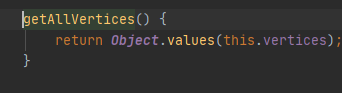 getAllVertices() {
    return Object.values(this.vertices);
}